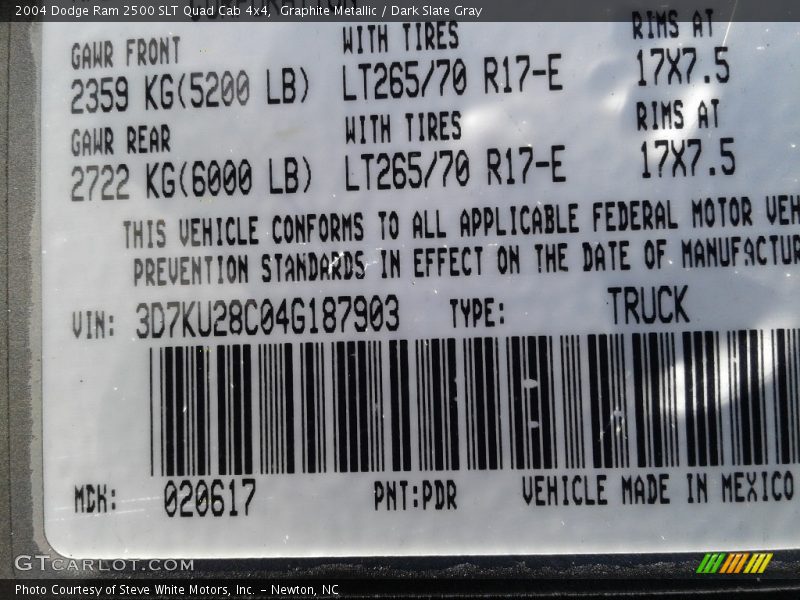 2004 Dodge Ram 2500 SLT Quad Cab 4x4,  Graphite Metallic / Dark Slate Gray
GAWR FRONT WITH TIRES RIMS AT
2359 KG(5200 LB) LT265/70 R17-E 17X7.5
GAWR REAR WITH TIRES RIMS AT
2722 KG(6000 LB) LT265/70 R17-E 17X7.5
THIS VEHICLE CONFORMS TO ALL APPLICABLE FEDERAL MOTOR VEH
PREVENTION STANDARDS IN EFFECT ON THE DATE OF MANUFACTUR
VIN: 3D7KU28C04G187903 TYPE: TRUCK
MDH: 020617 PNT:PDR VEHICLE MADE IN MEXICO
GTCARLOT.COM
Photo Courtesy of Steve White Motors, Inc. – Newton, NC